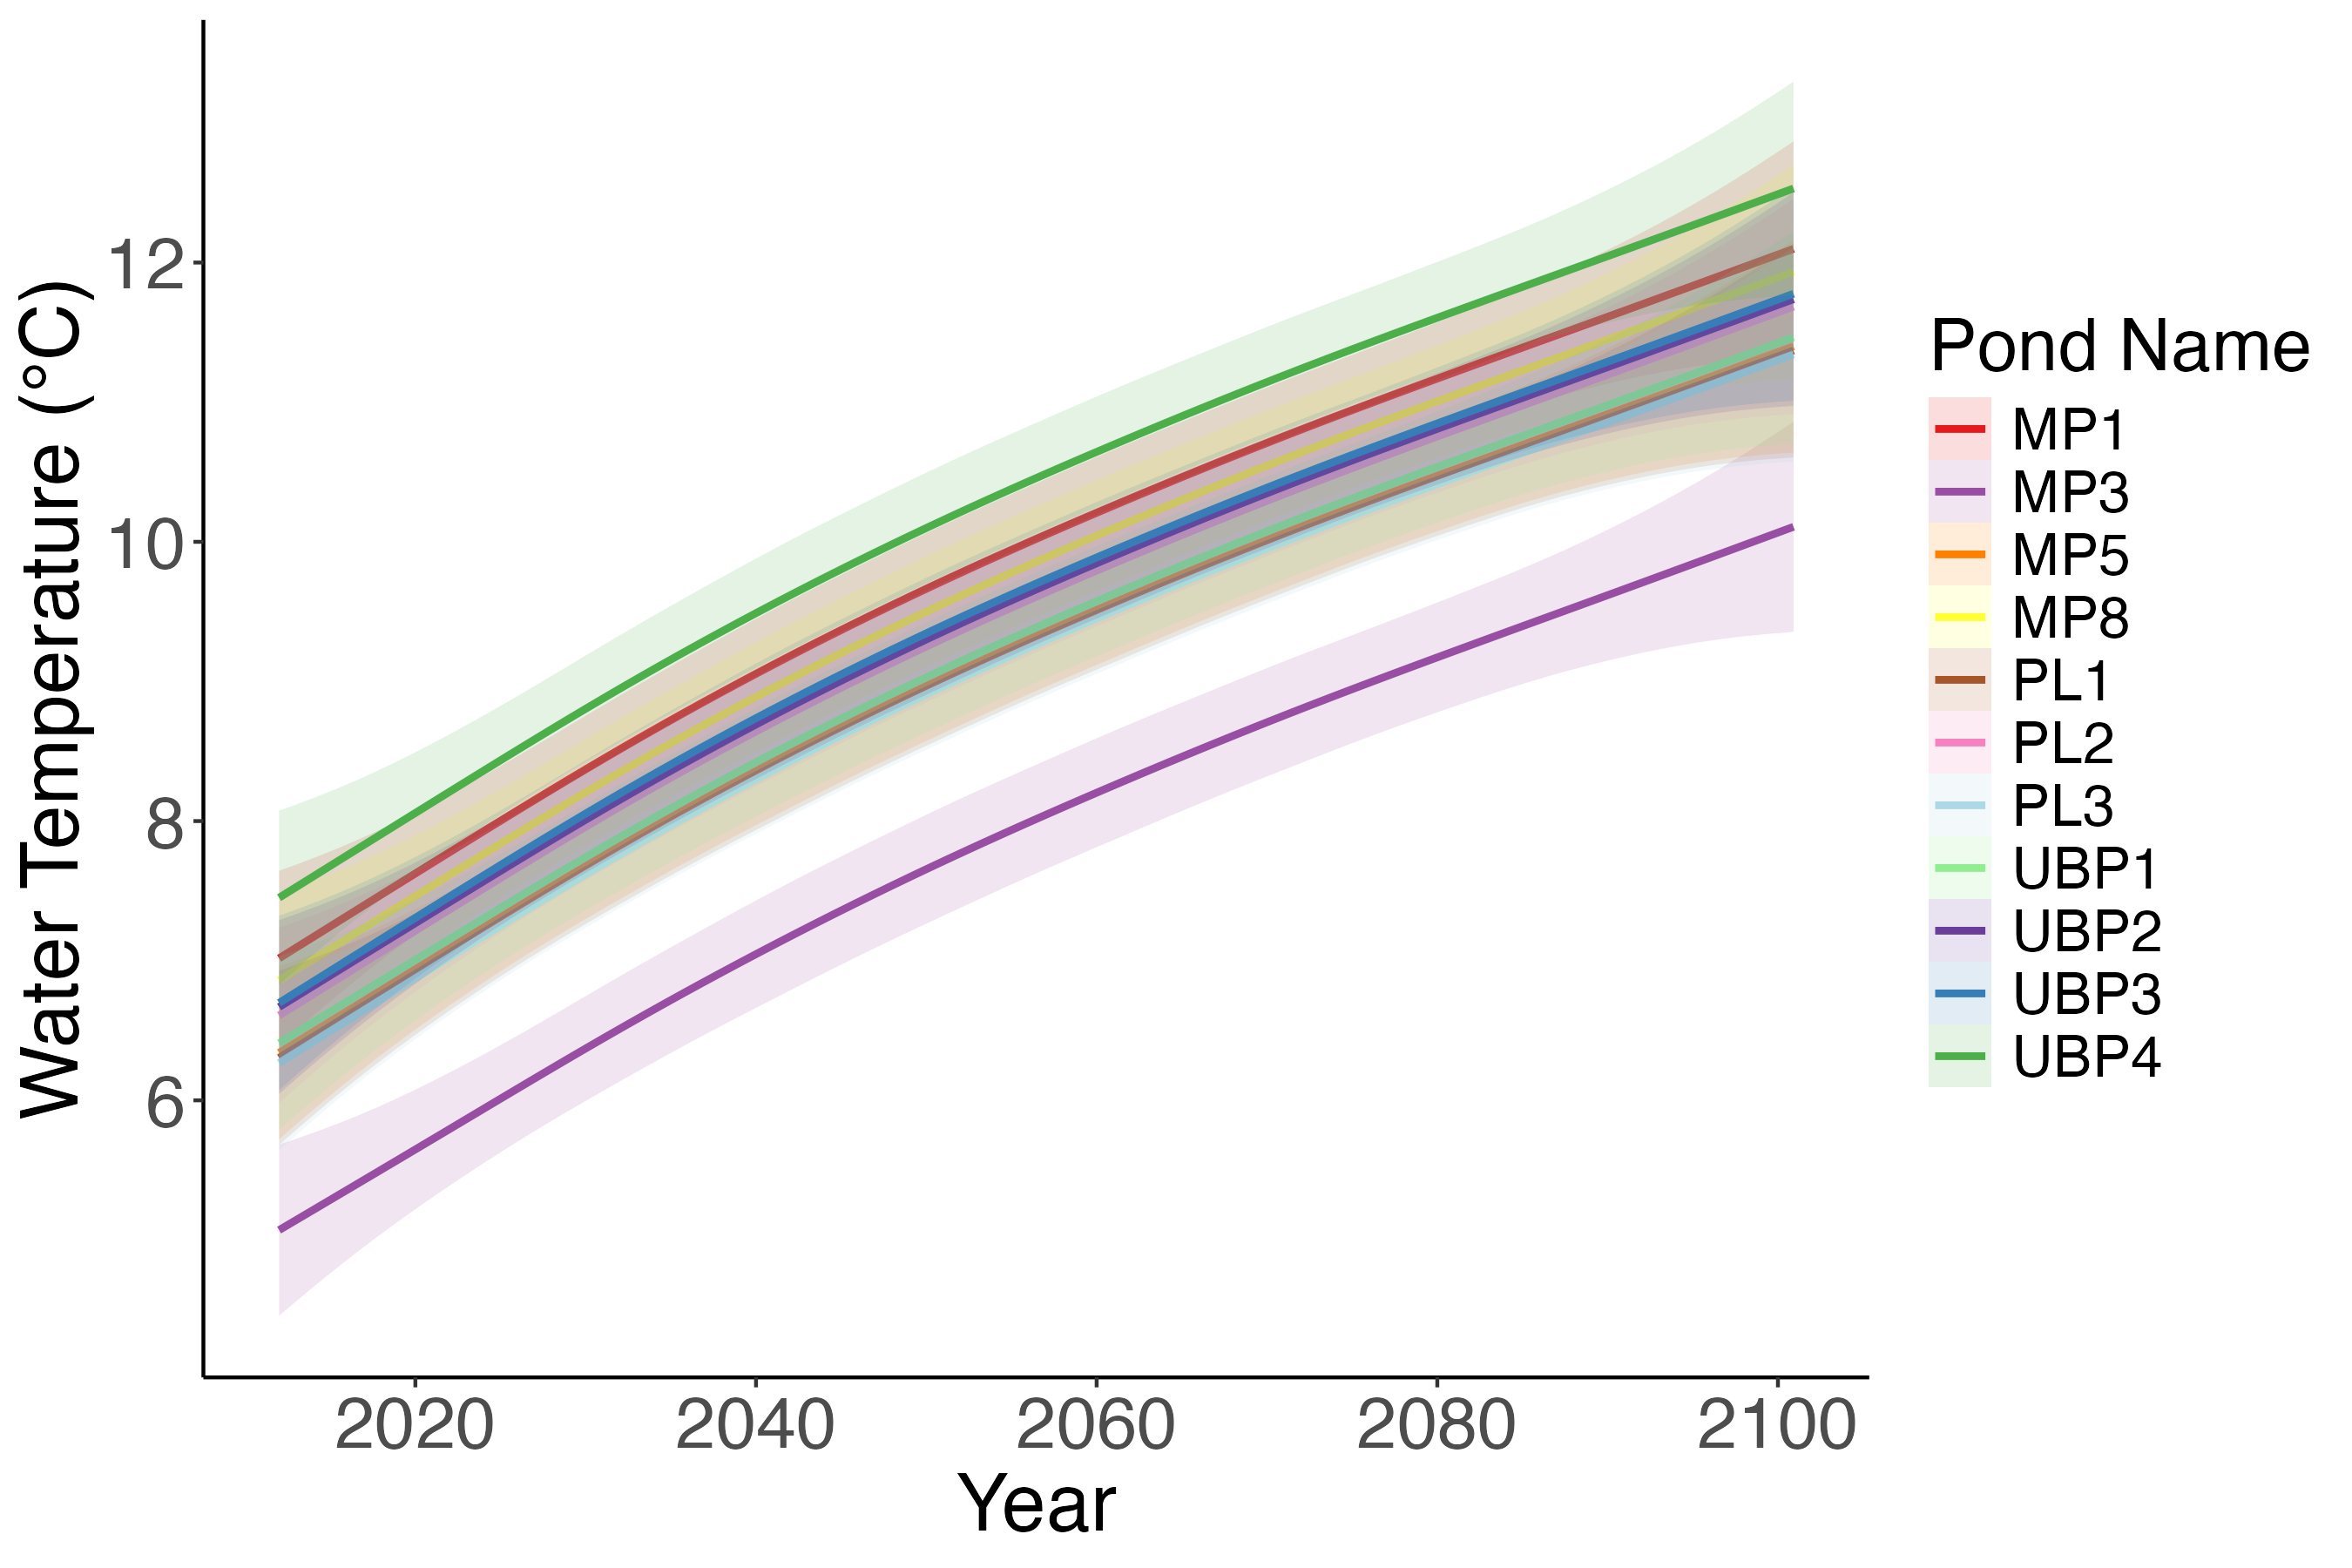 Water Temperature (°C)
12
10
8
6
2020 2040 2060 2080 2100
Year
Pond Name
MP1
MP3
MP5
MP8
PL1
PL2
PL3
UBP1
UBP2
UBP3
UBP4